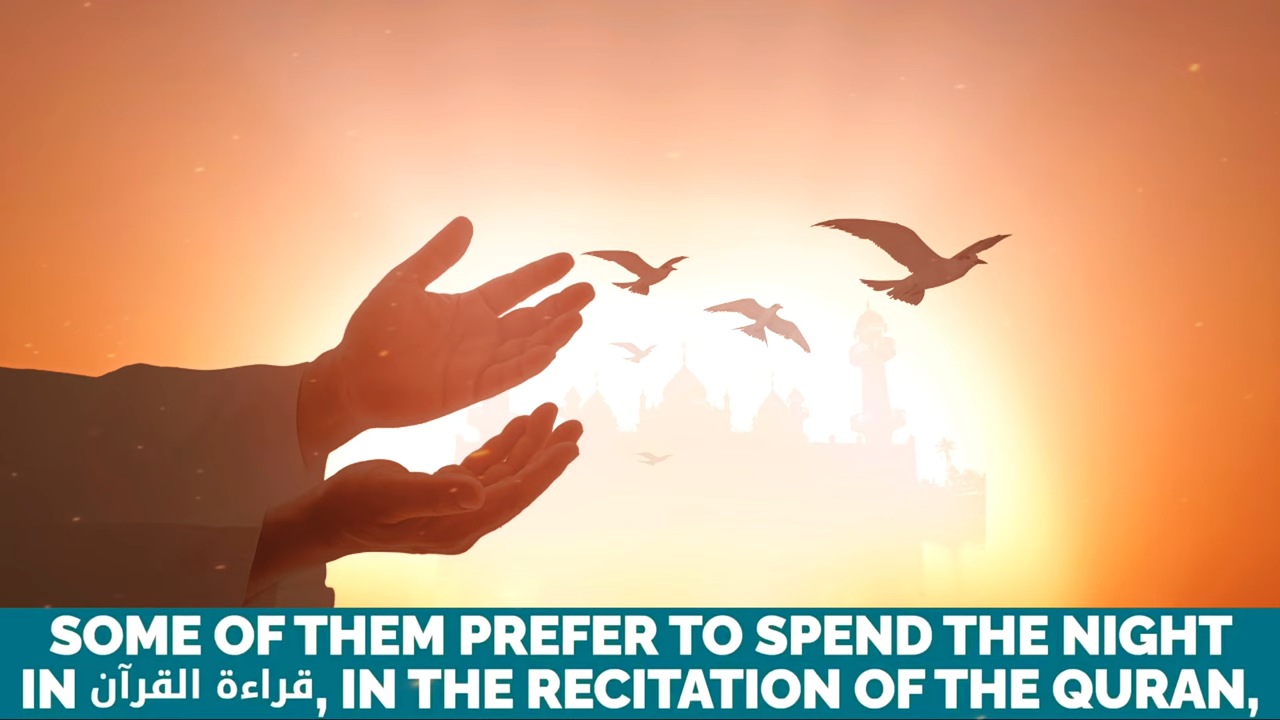 SOME OF THEM PREFER TO SPEND THE NIGHT
IN قراءة القرآن, IN THE RECITATION OF THE QURAN,